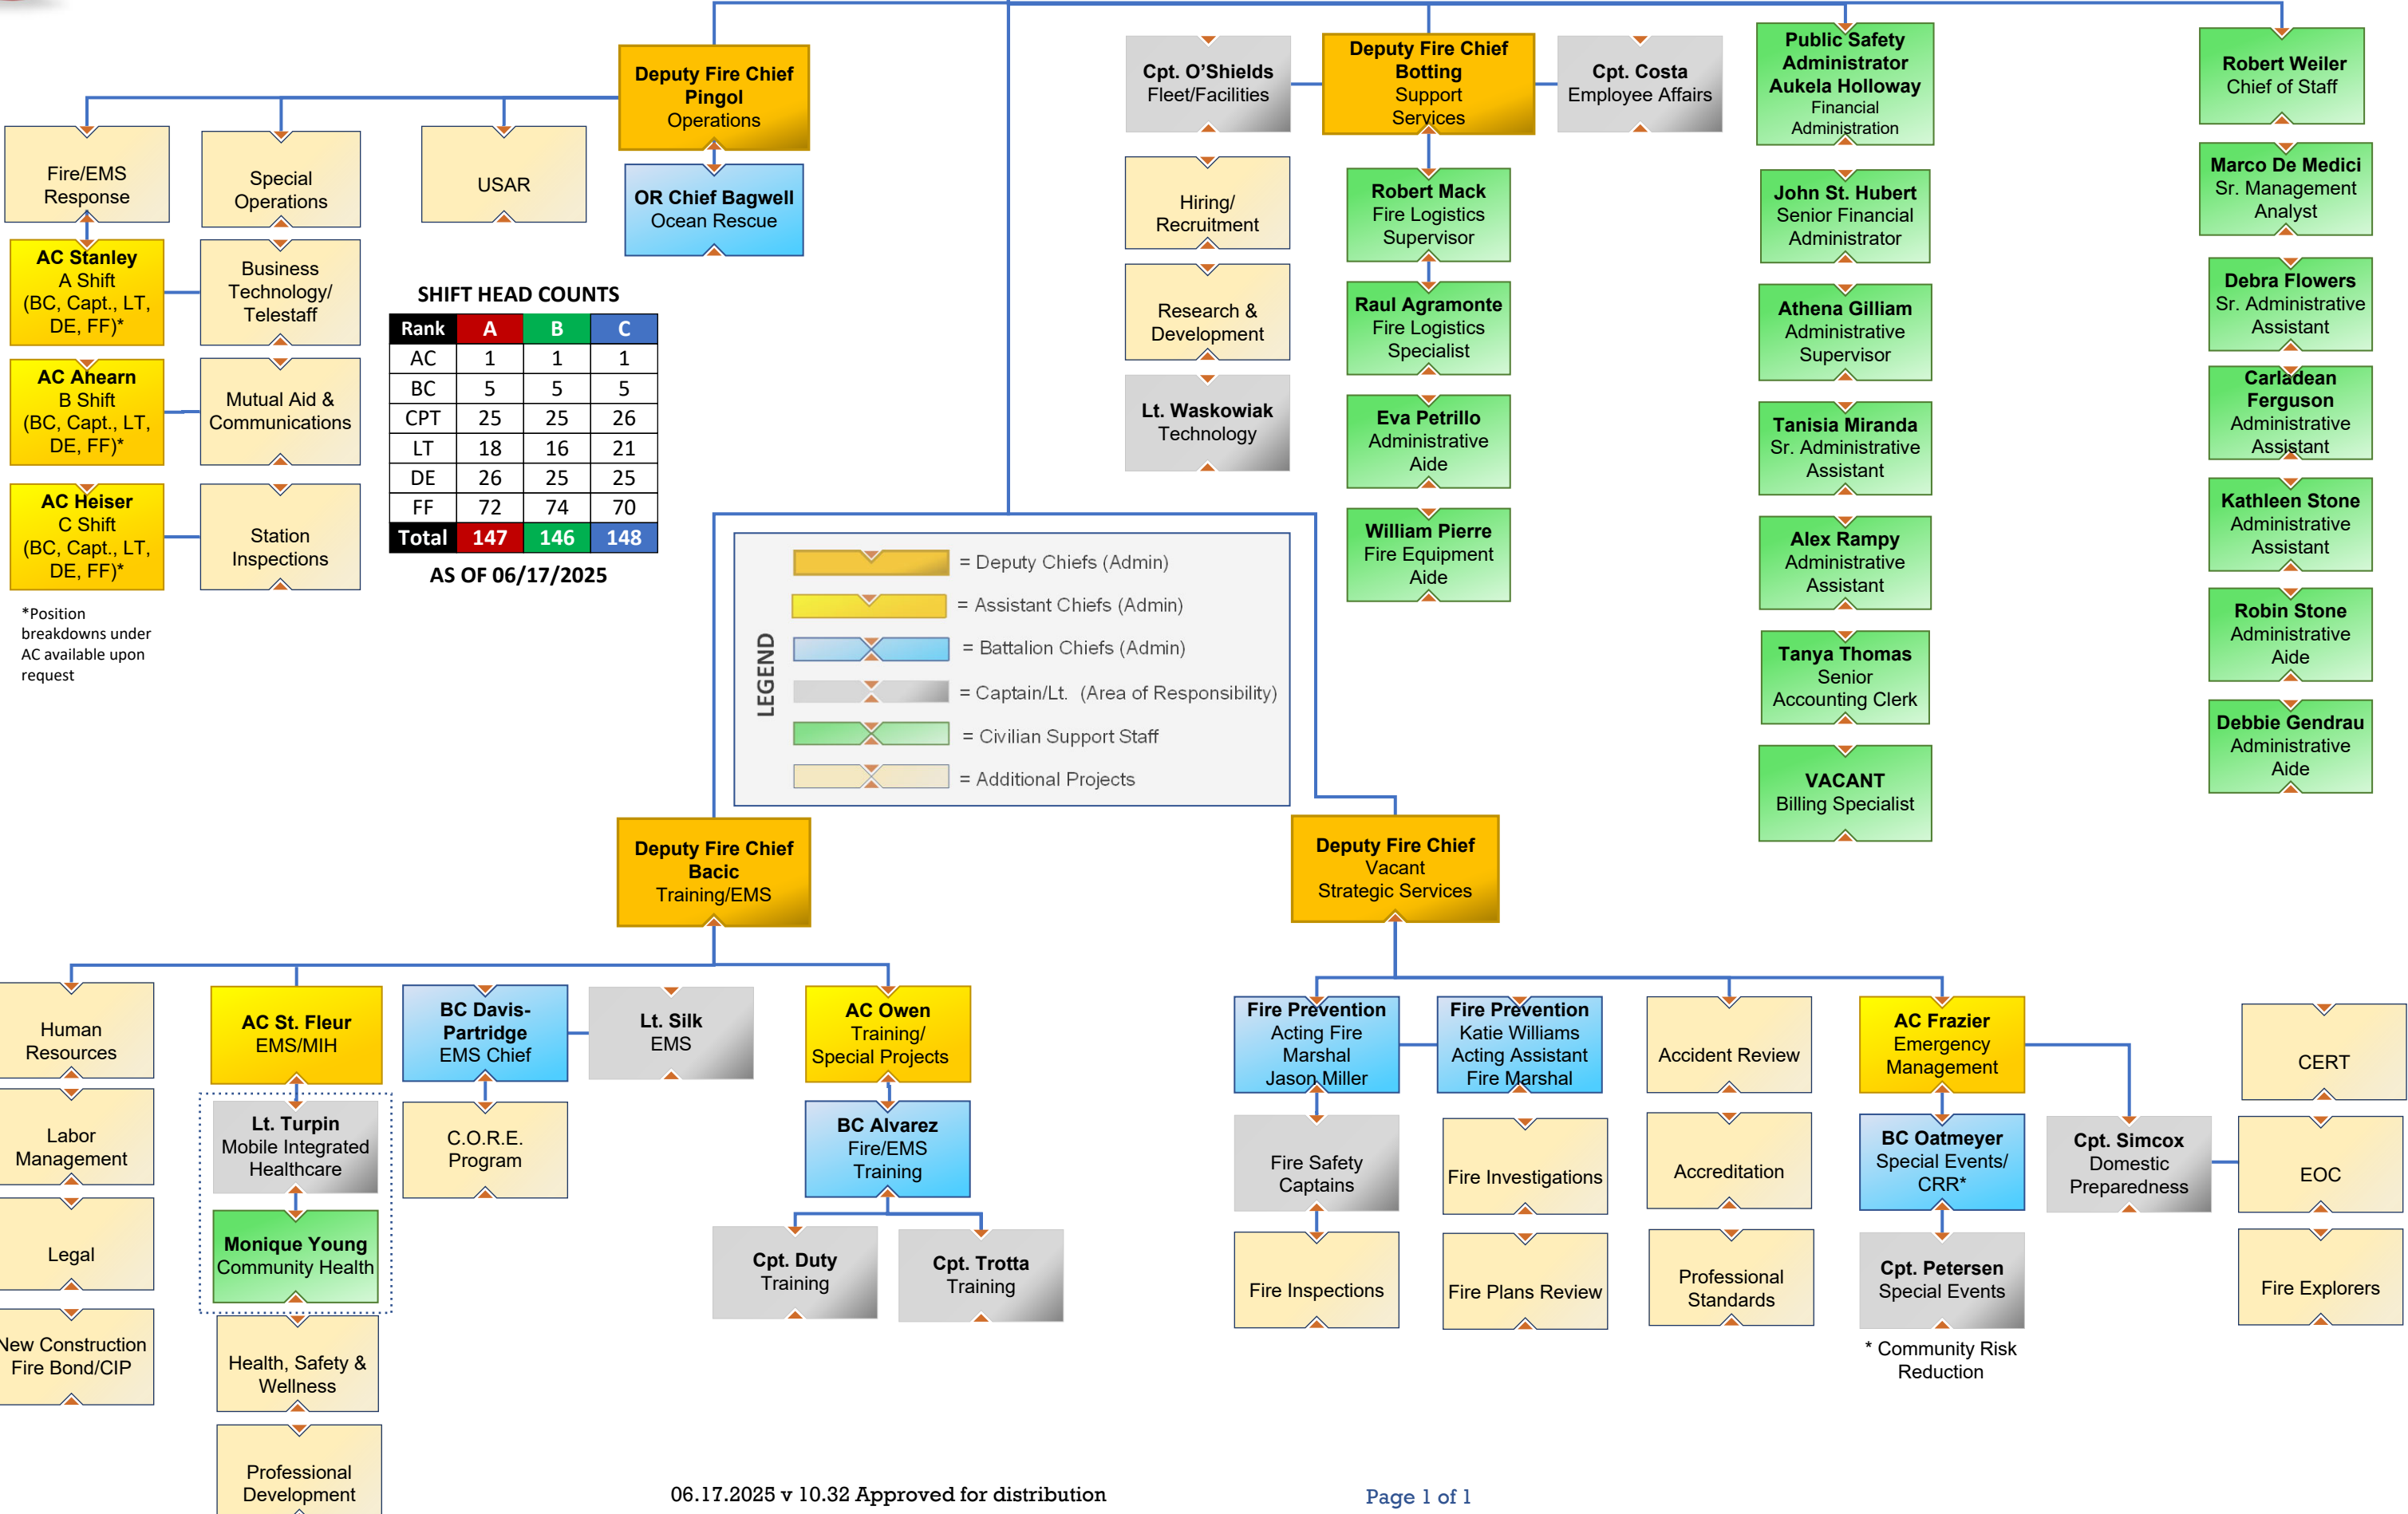 Deputy Fire Chief
Pingol
Operations
OR Chief Bagwell
Ocean Rescue
Fire/EMS
Response
Special
Operations
USAR
AC Stanley
A Shift
(BC, Capt., LT,
DE, FF)*
Business
Technology/
Telestaff
AC Ahearn
B Shift
(BC, Capt., LT,
DE, FF)*
Mutual Aid &
Communications
AC Heiser
C Shift
(BC, Capt., LT,
DE, FF)*
Station
Inspections
*Position
breakdowns under
AC available upon
request
SHIFT HEAD COUNTS
Rank A B C
AC 1 1 1
BC 5 5 5
CPT 25 25 26
LT 18 16 21
DE 26 25 25
FF 72 74 70
Total 147 146 148
AS OF 06/17/2025
Cpt. O'Shields
Fleet/Facilities
Deputy Fire Chief
Botting
Support
Services
Cpt. Costa
Employee Affairs
Hiring/
Recruitment
Research &
Development
Lt. Waskowiak
Technology
Robert Mack
Fire Logistics
Supervisor
Raul Agramonte
Fire Logistics
Specialist
Eva Petrillo
Administrative
Aide
William Pierre
Fire Equipment
Aide
Public Safety
Administrator
Aukela Holloway
Financial
Administration
John St. Hubert
Senior Financial
Administrator
Athena Gilliam
Administrative
Supervisor
Tanisia Miranda
Sr. Administrative
Assistant
Alex Rampy
Administrative
Assistant
Tanya Thomas
Senior
Accounting Clerk
VACANT
Billing Specialist
Robert Weiler
Chief of Staff
Marco De Medici
Sr. Management
Analyst
Debra Flowers
Sr. Administrative
Assistant
Carladean
Ferguson
Administrative
Assistant
Kathleen Stone
Administrative
Assistant
Robin Stone
Administrative
Aide
Debbie Gendrau
Administrative
Aide
LEGEND
= Deputy Chiefs (Admin)
= Assistant Chiefs (Admin)
= Battalion Chiefs (Admin)
= Captain/Lt. (Area of Responsibility)
= Civilian Support Staff
= Additional Projects
Deputy Fire Chief
Bacic
Training/EMS
Human
Resources
Labor
Management
Legal
New Construction
Fire Bond/CIP
AC St. Fleur
EMS/MIH
Lt. Turpin
Mobile Integrated
Healthcare
Monique Young
Community Health
Health, Safety &
Wellness
Professional
Development
BC Davis-
Partridge
EMS Chief
C.O.R.E.
Program
Lt. Silk
EMS
AC Owen
Training/
Special Projects
BC Alvarez
Fire/EMS
Training
Cpt. Duty
Training
Cpt. Trotta
Training
Deputy Fire Chief
Vacant
Strategic Services
Fire Prevention
Acting Fire
Marshal
Jason Miller
Fire Safety
Captains
Fire Inspections
Fire Prevention
Katie Williams
Acting Assistant
Fire Marshal
Fire Investigations
Fire Plans Review
Accident Review
Accreditation
Professional
Standards
AC Frazier
Emergency
Management
BC Oatmeyer
Special Events/
CRR*
Cpt. Petersen
Special Events
* Community Risk
Reduction
Cpt. Simcox
Domestic
Preparedness
CERT
EOC
Fire Explorers
06.17.2025 v 10.32 Approved for distribution
Page 1 of 1